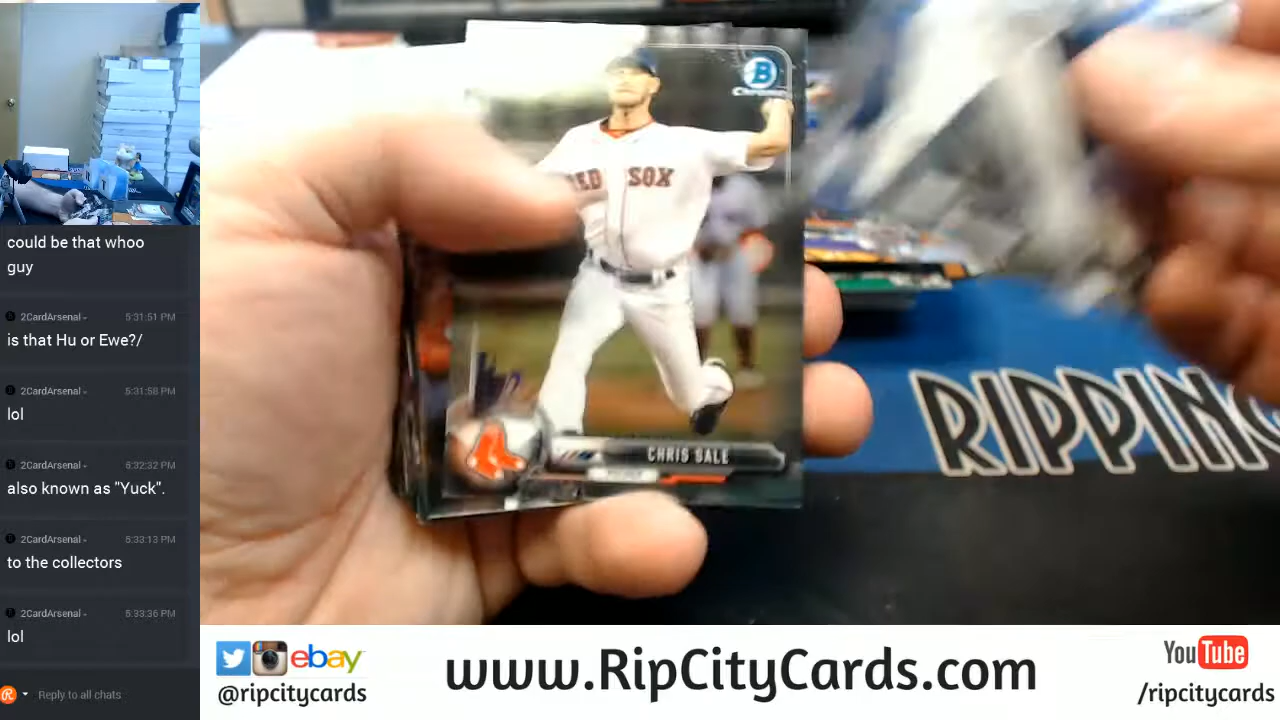 could be that whoo
guy
2CardArsenal
5:31:51 PM
is that Hu or Ewe?/
2CardArsenal
5:31:58 PM
lol
2CardArsenal
5:32:32 PM
also known as "Yuck".
2CardArsenal
5:33:13 PM
to the collectors
2CardArsenal
5:33:36 PM
lol
Reply to all chats
B
CHROME
RED SOX
CHRIS SALE
RIPPING
ebay
@ripcitycards
www.RipCityCards.com
YouTube
/ripcitycards